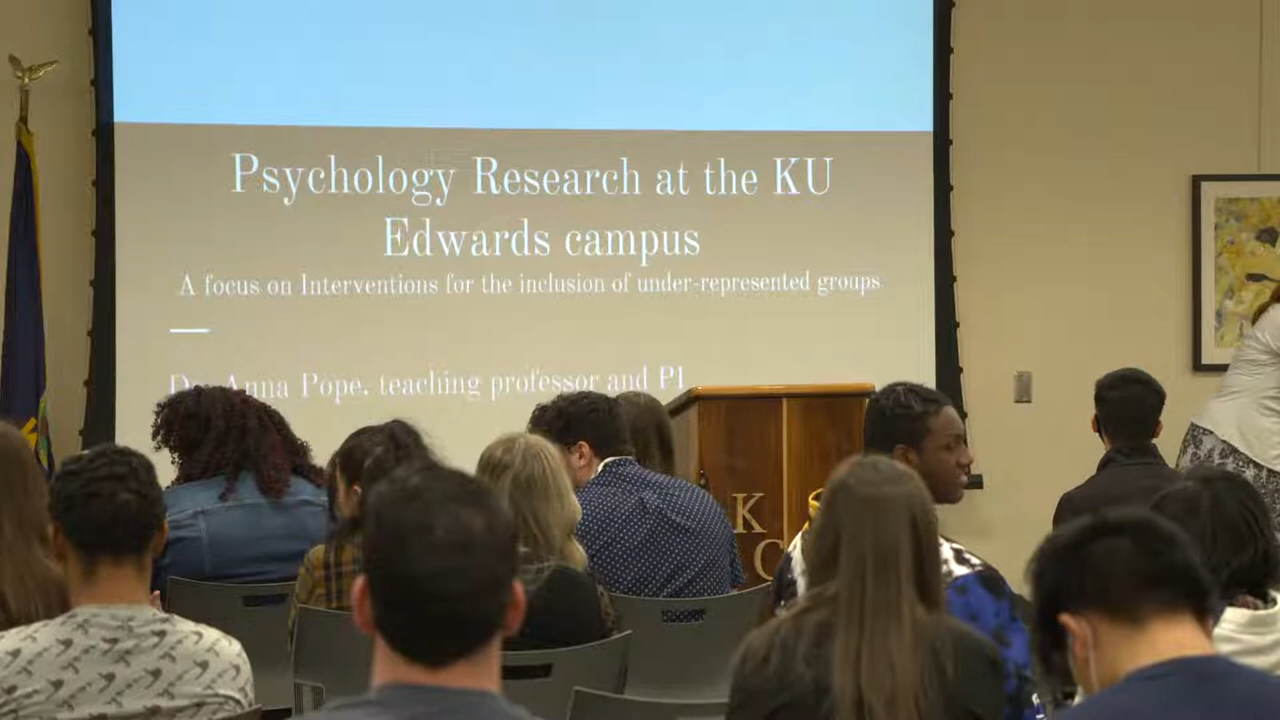 Psychology Research at the KU
Edwards campus
A focus on Interventions for the inclusion of under-represented groups
Dr. Anna Pope, teaching professor and PI
K
C